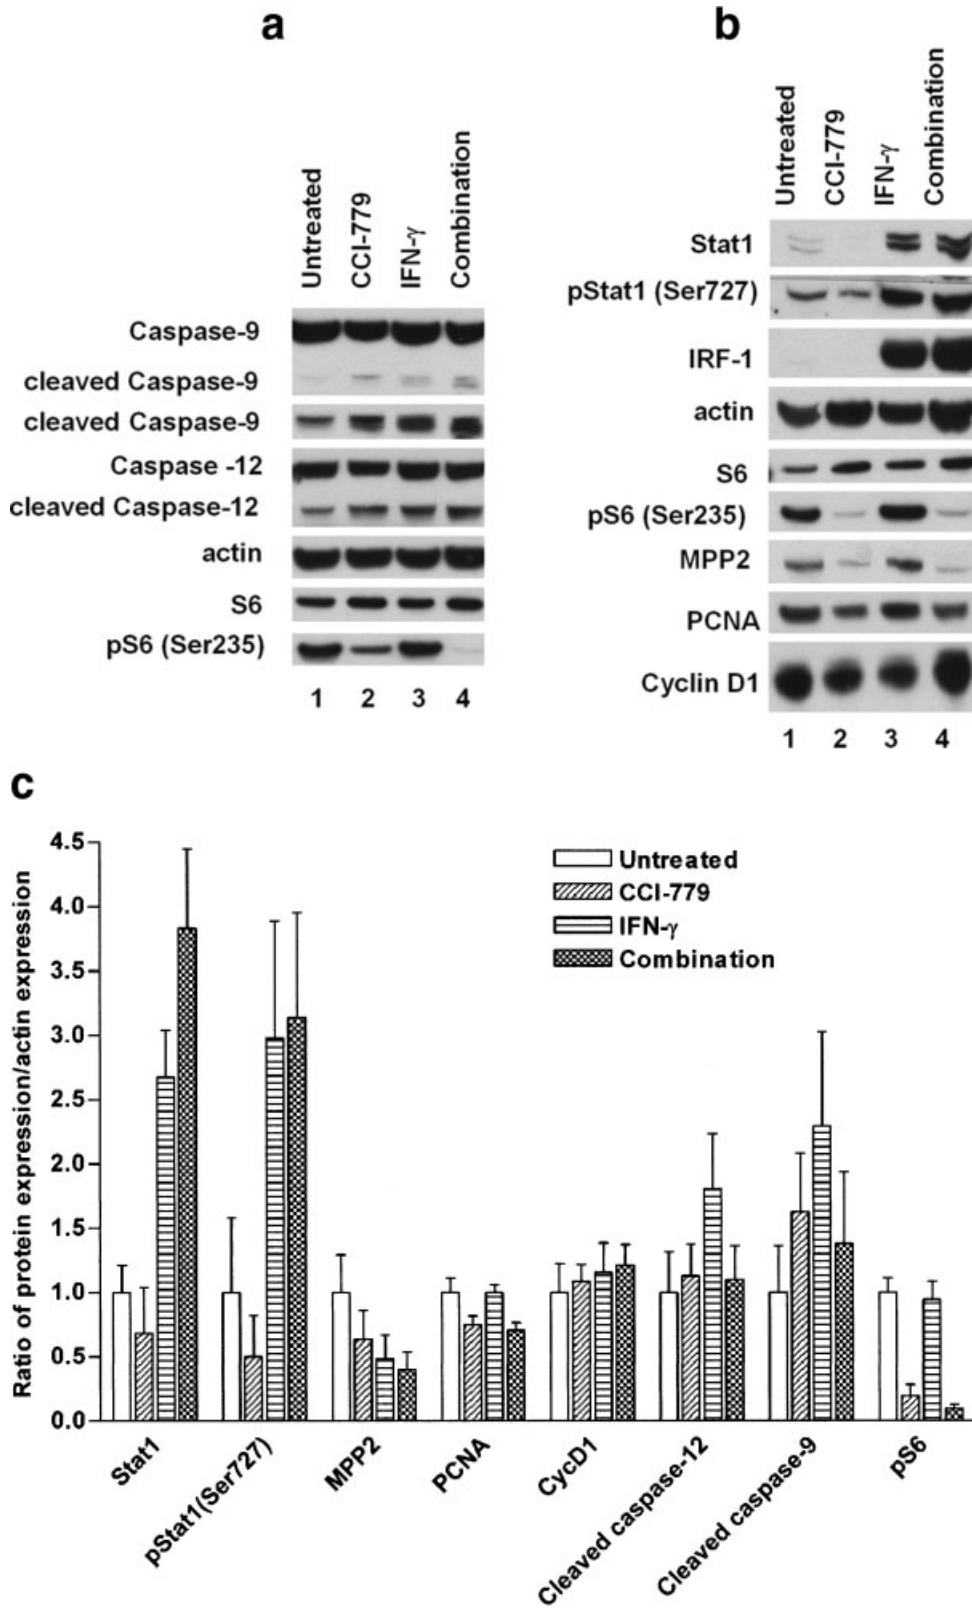 a
Untreated
CCI-779
IFN-γ
Combination
Caspase-9
cleaved Caspase-9
cleaved Caspase-9
Caspase -12
cleaved Caspase-12
actin
S6
pS6 (Ser235)
1 2 3 4
b
Untreated
CCI-779
IFN-γ
Combination
Stat1
pStat1 (Ser727)
IRF-1
actin
S6
pS6 (Ser235)
MPP2
PCNA
Cyclin D1
1 2 3 4
c
Ratio of protein expression/actin expression
4.5
4.0
3.5
3.0
2.5
2.0
1.5
1.0
0.5
0.0
Untreated
CCI-779
IFN-γ
Combination
Stat1
pStat1(Ser727)
MPP2
PCNA
CycD1
Cleaved caspase-12
Cleaved caspase-9
pS6